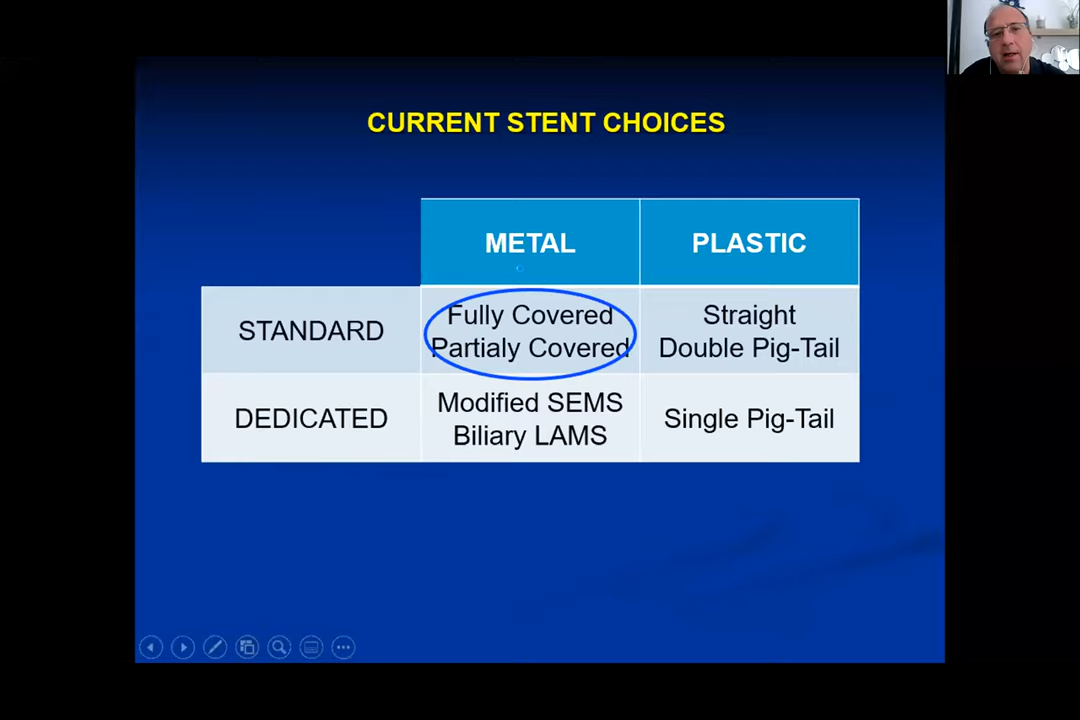 CURRENT STENT CHOICES
METAL
PLASTIC
STANDARD
Fully Covered
Partialy Covered
Straight
Double Pig-Tail
DEDICATED
Modified SEMS
Biliary LAMS
Single Pig-Tail